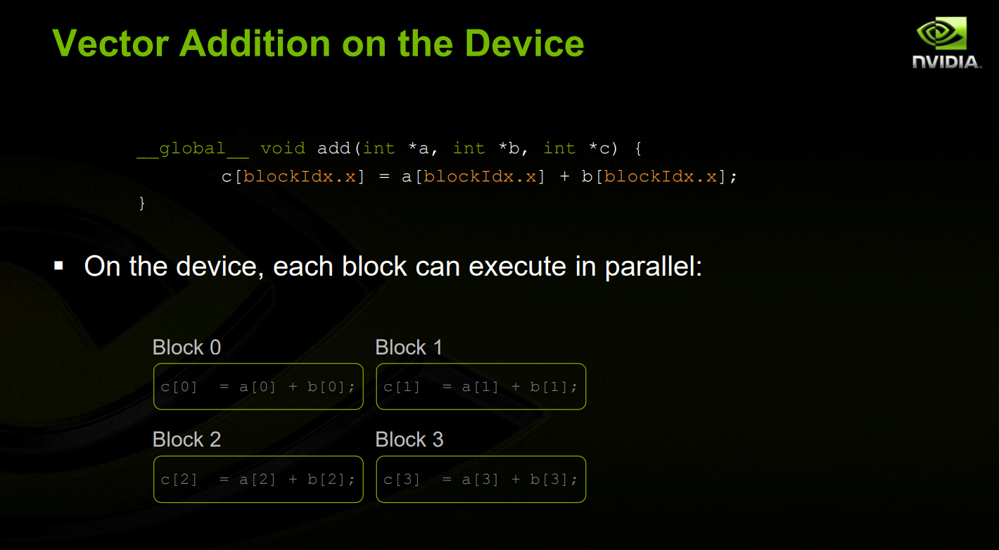 Vector Addition on the Device
NVIDIA.
__global__ void add(int *a, int *b, int *c) {
c[blockIdx.x] = a[blockIdx.x] + b[blockIdx.x];
}
▪ On the device, each block can execute in parallel:
Block 0 Block 1
c[0] = a[0] + b[0]; c[1] = a[1] + b[1];
Block 2 Block 3
c[2] = a[2] + b[2]; c[3] = a[3] + b[3];